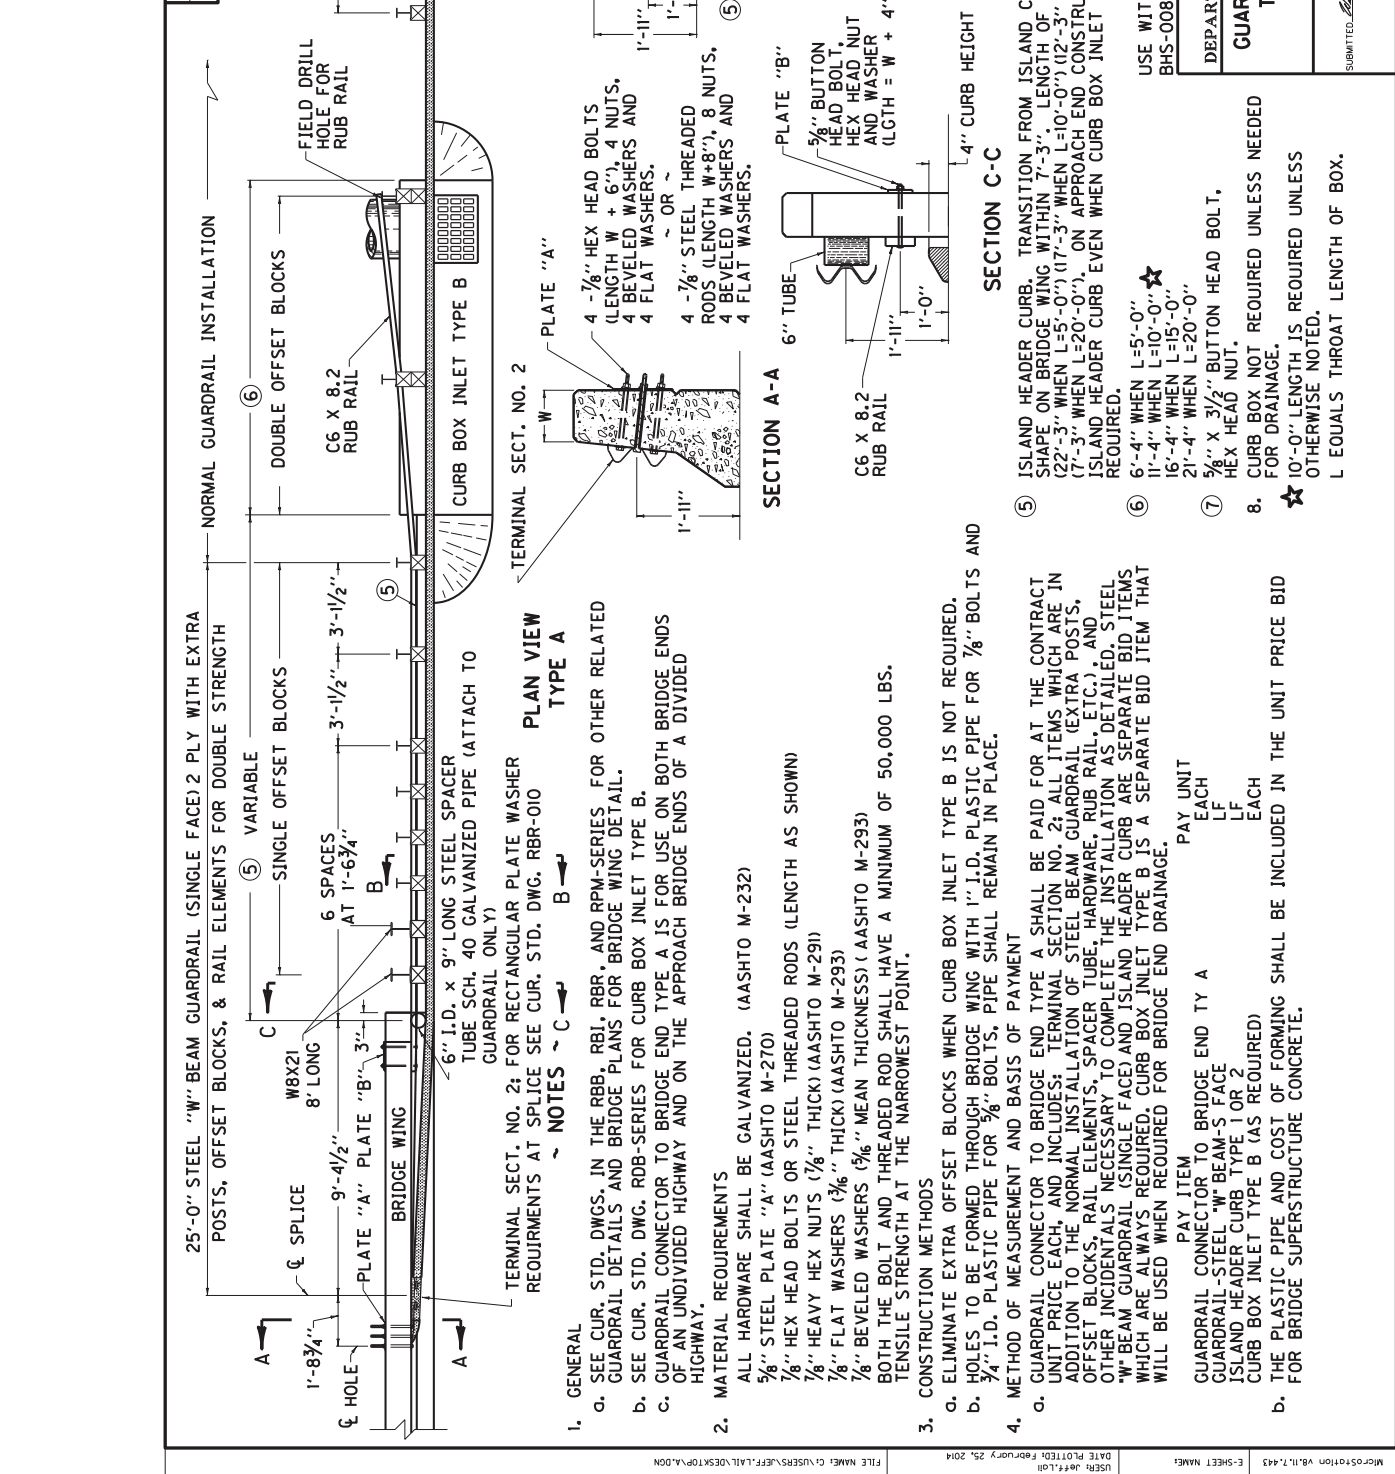 25'-0" STEEL "W" BEAM GUARDRAIL (SINGLE FACE) 2 PLY WITH EXTRA
POSTS, OFFSET BLOCKS, & RAIL ELEMENTS FOR DOUBLE STRENGTH
NORMAL GUARDRAIL INSTALLATION
⑤ VARIABLE
⑥
SINGLE OFFSET BLOCKS
DOUBLE OFFSET BLOCKS
FIELD DRILL
HOLE FOR
RUB RAIL
℄ SPLICE
1'-8¾"
9'-4½"
3"
6 SPACES
AT 1'-6¾"
3'-1½"
3'-1½"
C6 X 8.2
RUB RAIL
W8X21
8' LONG
℄ HOLE
PLATE "A"
PLATE "B"
BRIDGE WING
A
A
B
B
C
C
⑤
CURB BOX INLET TYPE B
6" I.D. x 9" LONG STEEL SPACER
TUBE SCH. 40 GALVANIZED PIPE (ATTACH TO
GUARDRAIL ONLY)
TERMINAL SECT. NO. 2; FOR RECTANGULAR PLATE WASHER
REQUIRMENTS AT SPLICE SEE CUR. STD. DWG. RBR-010
PLAN VIEW
TYPE A
~ NOTES ~
1. GENERAL
a. SEE CUR. STD. DWGS. IN THE RBB, RBI, RBR, AND RPM-SERIES FOR OTHER RELATED
GUARDRAIL DETAILS AND BRIDGE PLANS FOR BRIDGE WING DETAIL.
b. SEE CUR. STD. DWG. RDB-SERIES FOR CURB BOX INLET TYPE B.
c. GUARDRAIL CONNECTOR TO BRIDGE END TYPE A IS FOR USE ON BOTH BRIDGE ENDS
OF AN UNDIVIDED HIGHWAY AND ON THE APPROACH BRIDGE ENDS OF A DIVIDED
HIGHWAY.
2. MATERIAL REQUIREMENTS
ALL HARDWARE SHALL BE GALVANIZED. (AASHTO M-232)
⅝" STEEL PLATE "A" (AASHTO M-270)
⅞" HEX HEAD BOLTS OR STEEL THREADED RODS (LENGTH AS SHOWN)
⅞" HEAVY HEX NUTS (⅞" THICK) (AASHTO M-291)
⅞" FLAT WASHERS (3/16" THICK) (AASHTO M-293)
⅞" BEVELED WASHERS (5/16" MEAN THICKNESS) ( AASHTO M-293)
BOTH THE BOLT AND THREADED ROD SHALL HAVE A MINIMUM OF 50,000 LBS.
TENSILE STRENGTH AT THE NARROWEST POINT.
3. CONSTRUCTION METHODS
a. ELIMINATE EXTRA OFFSET BLOCKS WHEN CURB BOX INLET TYPE B IS NOT REQUIRED.
b. HOLES TO BE FORMED THROUGH BRIDGE WING WITH 1" I.D. PLASTIC PIPE FOR ⅞" BOLTS AND
¾" I.D. PLASTIC PIPE FOR ⅝" BOLTS, PIPE SHALL REMAIN IN PLACE.
4. METHOD OF MEASUREMENT AND BASIS OF PAYMENT
a. GUARDRAIL CONNECTOR TO BRIDGE END TYPE A SHALL BE PAID FOR AT THE CONTRACT
UNIT PRICE EACH, AND INCLUDES: TERMINAL SECTION NO. 2; ALL ITEMS WHICH ARE IN
ADDITION TO THE NORMAL INSTALLATION OF STEEL BEAM GUARDRAIL (EXTRA POSTS,
OFFSET BLOCKS, RAIL ELEMENTS, SPACER TUBE, HARDWARE, RUB RAIL, ETC.), AND
OTHER INCIDENTALS NECESSARY TO COMPLETE THE INSTALLATION AS DETAILED. STEEL
"W" BEAM GUARDRAIL (SINGLE FACE) AND ISLAND HEADER CURB ARE SEPARATE BID ITEMS
WHICH ARE ALWAYS REQUIRED. CURB BOX INLET TYPE B IS A SEPARATE BID ITEM THAT
WILL BE USED WHEN REQUIRED FOR BRIDGE END DRAINAGE.
PAY ITEM PAY UNIT
GUARDRAIL CONNECTOR TO BRIDGE END TY A EACH
GUARDRAIL-STEEL "W" BEAM-S FACE LF
ISLAND HEADER CURB TYPE 1 OR 2 LF
CURB BOX INLET TYPE B (AS REQUIRED) EACH
b. THE PLASTIC PIPE AND COST OF FORMING SHALL BE INCLUDED IN THE UNIT PRICE BID
FOR BRIDGE SUPERSTRUCTURE CONCRETE.
TERMINAL SECT. NO. 2
PLATE "A"
W
1'-11"
4 -⅞" HEX HEAD BOLTS
(LENGTH W + 6"), 4 NUTS,
4 BEVELED WASHERS AND
4 FLAT WASHERS.
~ OR ~
4 -⅞" STEEL THREADED
RODS (LENGTH W+8"), 8 NUTS,
4 BEVELED WASHERS AND
4 FLAT WASHERS.
SECTION A-A
1'-11"
1'-
⑤
6" TUBE
PLATE "B"
⅝" BUTTON
HEAD BOLT,
HEX HEAD NUT
AND WASHER
(LGTH = W + 4"
C6 X 8.2
RUB RAIL
1'-11"
1'-0"
4" CURB HEIGHT
SECTION C-C
⑤ ISLAND HEADER CURB. TRANSITION FROM ISLAND C
SHAPE ON BRIDGE WING WITHIN 7'-3". LENGTH OF
(22'-3" WHEN L=5'-0") (17'-3" WHEN L=10'-0") (12'-3"
(7'-3" WHEN L=20'-0"). ON APPROACH END CONSTRU
ISLAND HEADER CURB EVEN WHEN CURB BOX INLET
REQUIRED.
⑥ 6'-4" WHEN L=5'-0"
11'-4" WHEN L=10'-0" ☆
16'-4" WHEN L=15'-0"
21'-4" WHEN L=20'-0"
⑦ ⅝" X 3½" BUTTON HEAD BOLT,
HEX HEAD NUT.
8. CURB BOX NOT REQUIRED UNLESS NEEDED
FOR DRAINAGE.
☆ 10'-0" LENGTH IS REQUIRED UNLESS
OTHERWISE NOTED.
L EQUALS THROAT LENGTH OF BOX.
USE WIT
BHS-008
DEPAR
GUAR
T
SUBMITTED
FILE NAME: C:\USERS\JEFF.LAIL\DESKTOP\A.DGN
USER: Jeff.Lail
DATE PLOTTED: February 25, 2014
E-SHEET NAME:
MicroStation v8.11.7.443